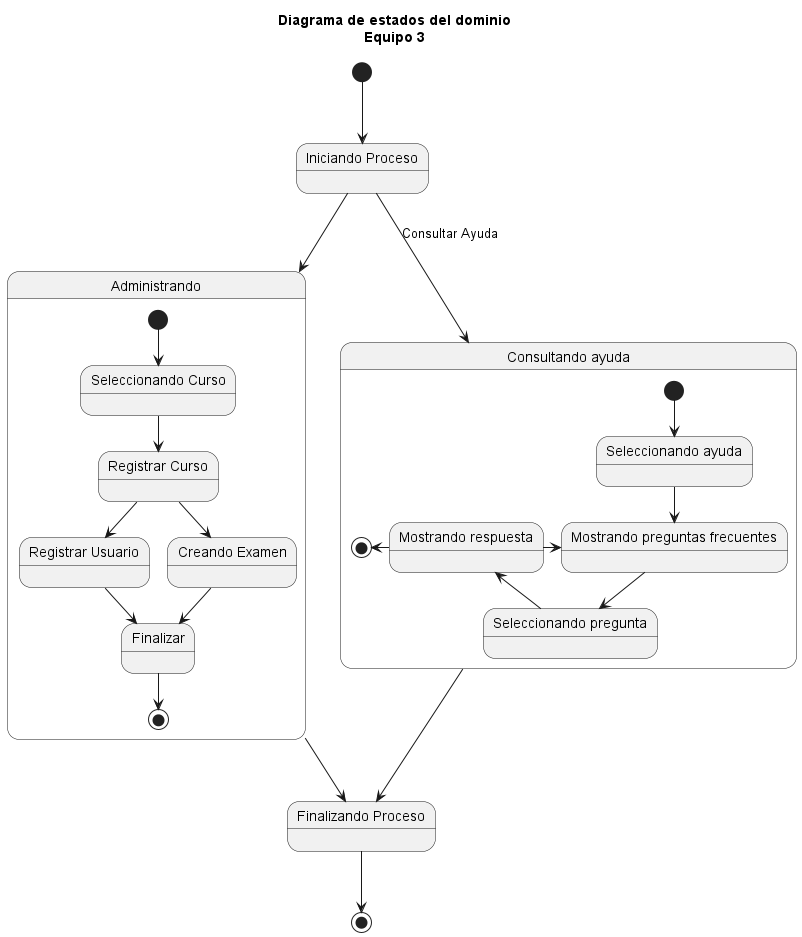 Diagrama de estados del dominio
Equipo 3
Iniciando Proceso
Consultar Ayuda
Administrando
Seleccionando Curso
Registrar Curso
Registrar Usuario
Creando Examen
Finalizar
Consultando ayuda
Seleccionando ayuda
Mostrando respuesta
Mostrando preguntas frecuentes
Seleccionando pregunta
Finalizando Proceso